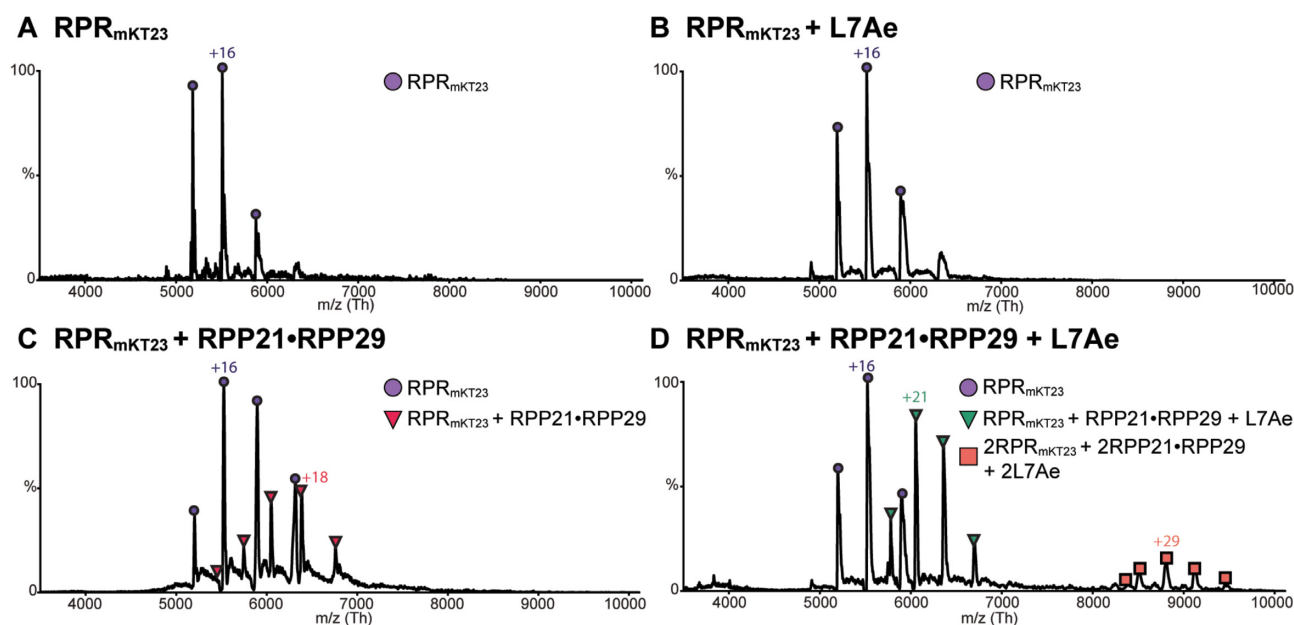 A RPRmKT23
+16
100
RPRmKT23
%
0
4000 5000 6000 7000 8000 9000 10000
m/z (Th)
B RPRmKT23 + L7Ae
+16
100
RPRmKT23
%
0
4000 5000 6000 7000 8000 9000 10000
m/z (Th)
C RPRmKT23 + RPP21•RPP29
+16
100
RPRmKT23
RPRmKT23 + RPP21•RPP29
+18
%
0
4000 5000 6000 7000 8000 9000 10000
m/z (Th)
D RPRmKT23 + RPP21•RPP29 + L7Ae
+16
100
RPRmKT23
+21
RPRmKT23 + RPP21•RPP29 + L7Ae
2RPRmKT23 + 2RPP21•RPP29
+ 2L7Ae
%
+29
0
4000 5000 6000 7000 8000 9000 10000
m/z (Th)